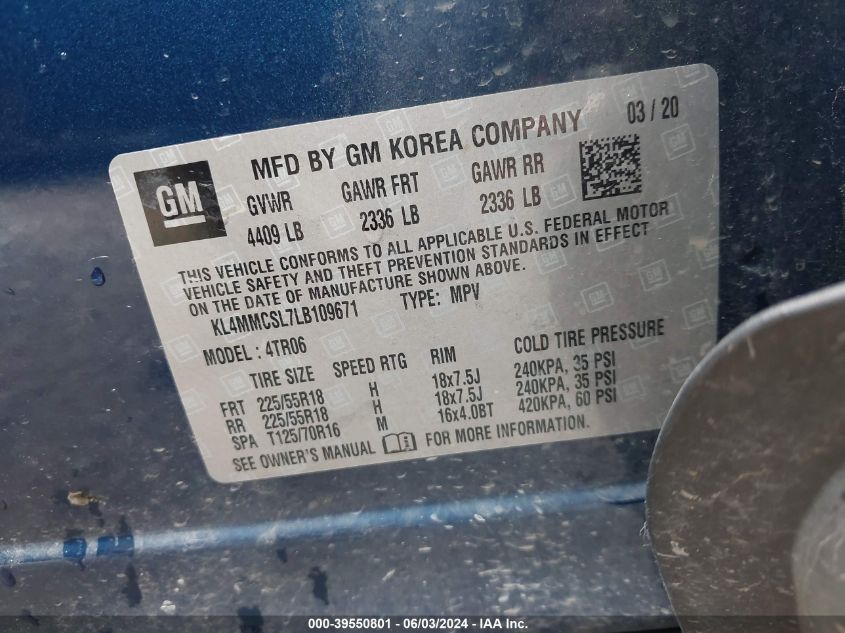 GM
MFD BY GM KOREA COMPANY 03 / 20
GVWR GAWR FRT GAWR RR
4409 LB 2336 LB 2336 LB
THIS VEHICLE CONFORMS TO ALL APPLICABLE U.S. FEDERAL MOTOR
VEHICLE SAFETY AND THEFT PREVENTION STANDARDS IN EFFECT
ON THE DATE OF MANUFACTURE SHOWN ABOVE.
KL4MMCSL7LB109671 TYPE: MPV
MODEL : 4TR06
TIRE SIZE SPEED RTG RIM COLD TIRE PRESSURE
FRT 225/55R18 H 18x7.5J 240KPA, 35 PSI
RR 225/55R18 H 18x7.5J 240KPA, 35 PSI
SPA T125/70R16 M 16x4.0BT 420KPA, 60 PSI
SEE OWNER'S MANUAL FOR MORE INFORMATION.
000-39550801 - 06/03/2024 - IAA Inc.